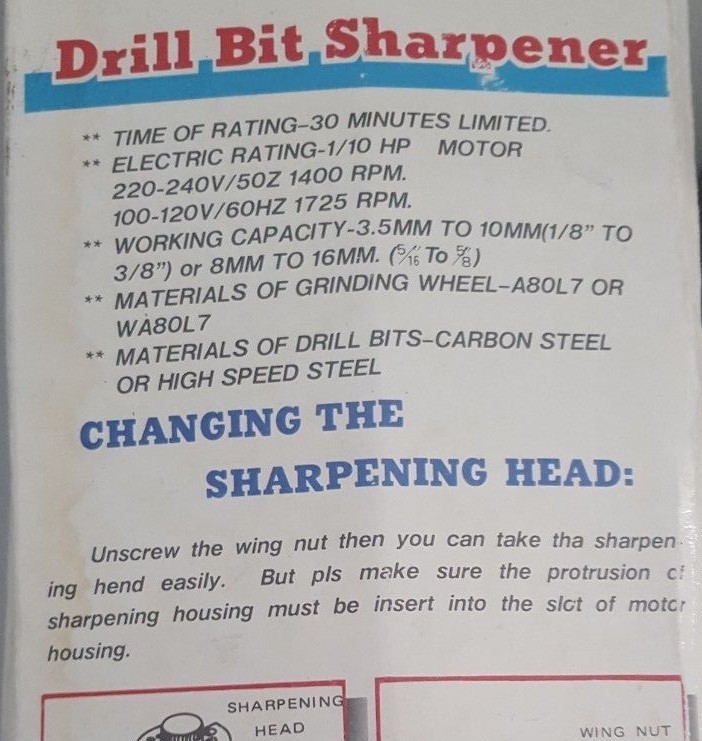 Drill Bit Sharpener
** TIME OF RATING-30 MINUTES LIMITED.
** ELECTRIC RATING-1/10 HP MOTOR
220-240V/50Z 1400 RPM.
100-120V/60HZ 1725 RPM.
** WORKING CAPACITY-3.5MM TO 10MM(1/8” TO
3/8”) or 8MM TO 16MM. (5/16" To 5/8")
** MATERIALS OF GRINDING WHEEL-A80L7 OR
WA80L7
** MATERIALS OF DRILL BITS-CARBON STEEL
OR HIGH SPEED STEEL
CHANGING THE
SHARPENING HEAD:
Unscrew the wing nut then you can take tha sharpen-
ing hend easily. But pls make sure the protrusion of
sharpening housing must be insert into the slot of motor
housing.
SHARPENING
HEAD
WING NUT